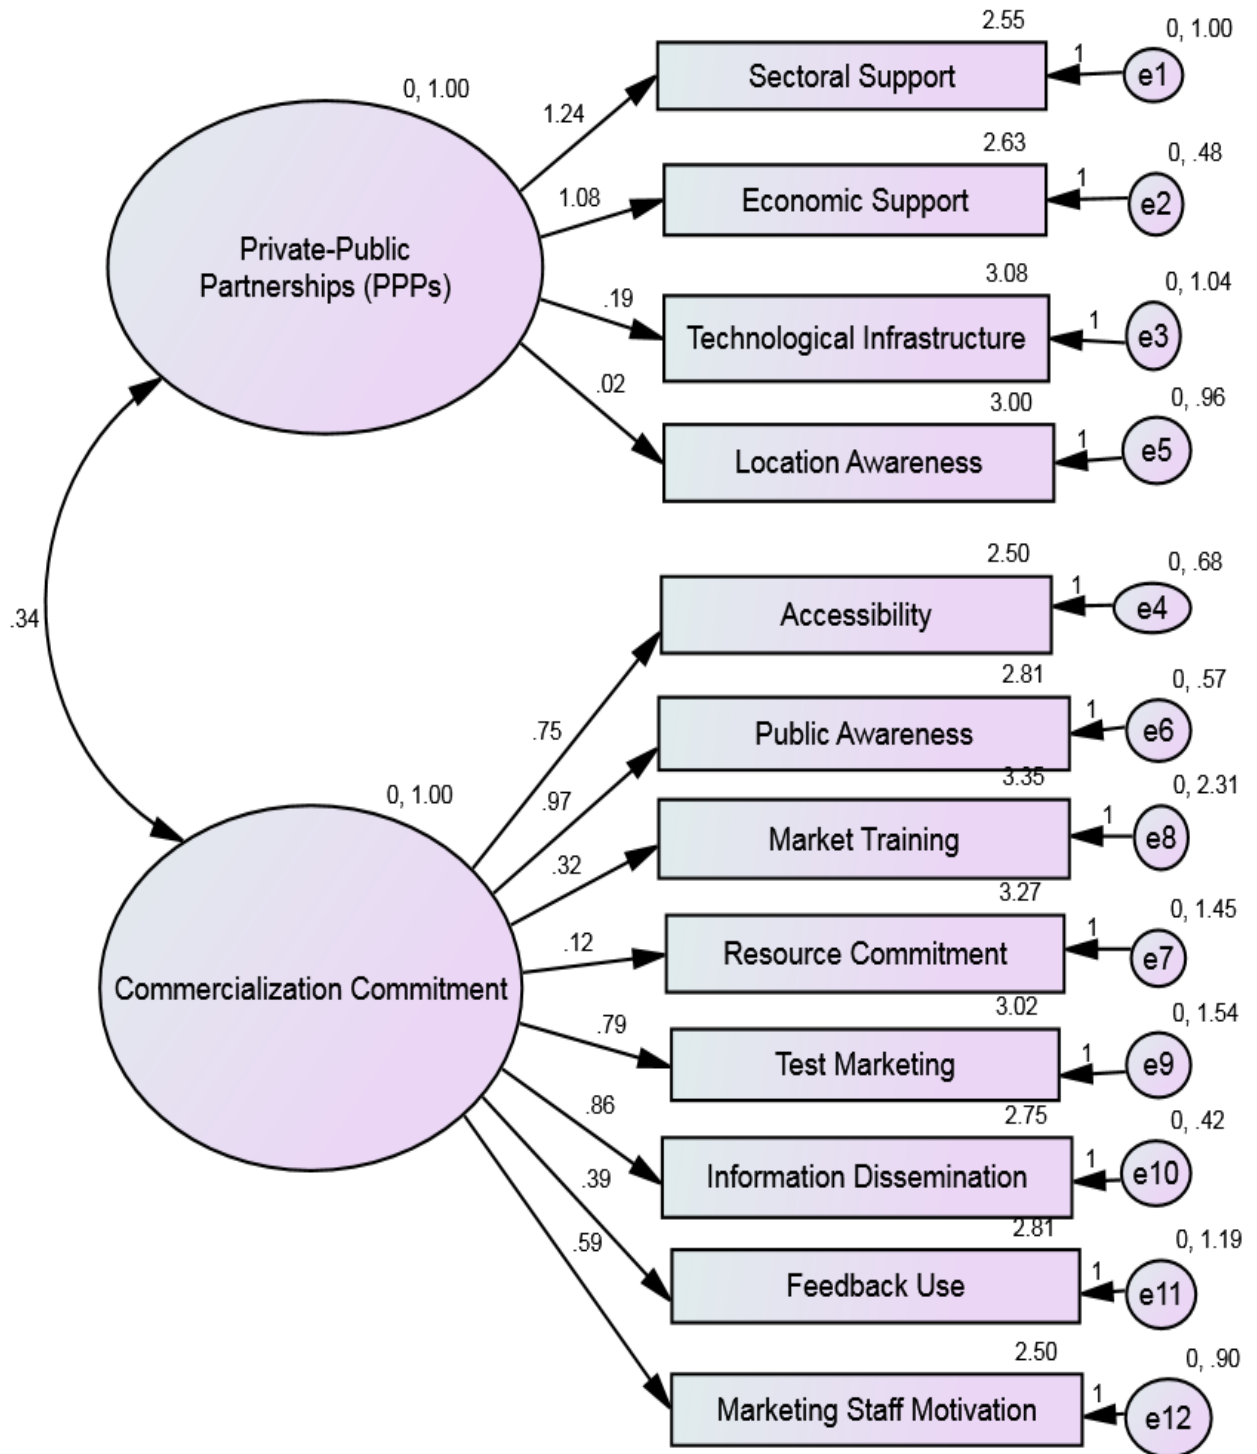 2.55
0, 1.00
Sectoral Support
1
e1
0, 1.00
1.24
2.63
0, .48
Economic Support
1
e2
1.08
Private-Public
Partnerships (PPPs)
3.08
0, 1.04
.19
Technological Infrastructure
1
e3
.02
3.00
0, .96
Location Awareness
1
e5
.34
2.50
0, .68
Accessibility
1
e4
.75
2.81
0, .57
Public Awareness
1
e6
0, 1.00
.97
3.35
0, 2.31
Market Training
1
e8
.32
3.27
0, 1.45
.12
Resource Commitment
1
e7
Commercialization Commitment
3.02
0, 1.54
.79
Test Marketing
1
e9
.86
2.75
0, .42
Information Dissemination
1
e10
.39
2.81
0, 1.19
.59
Feedback Use
1
e11
2.50
0, .90
Marketing Staff Motivation
1
e12